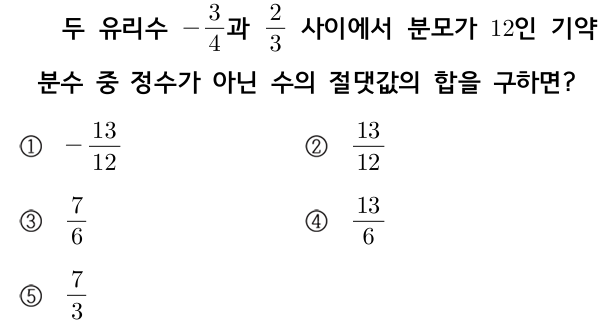 두 유리수 $-\frac{3}{4}$과 $\frac{2}{3}$ 사이에서 분모가 12인 기약
분수 중 정수가 아닌 수의 절댓값의 합을 구하면?
① $-\frac{13}{12}$ ② $\frac{13}{12}$
③ $\frac{7}{6}$ ④ $\frac{13}{6}$
⑤ $\frac{7}{3}$